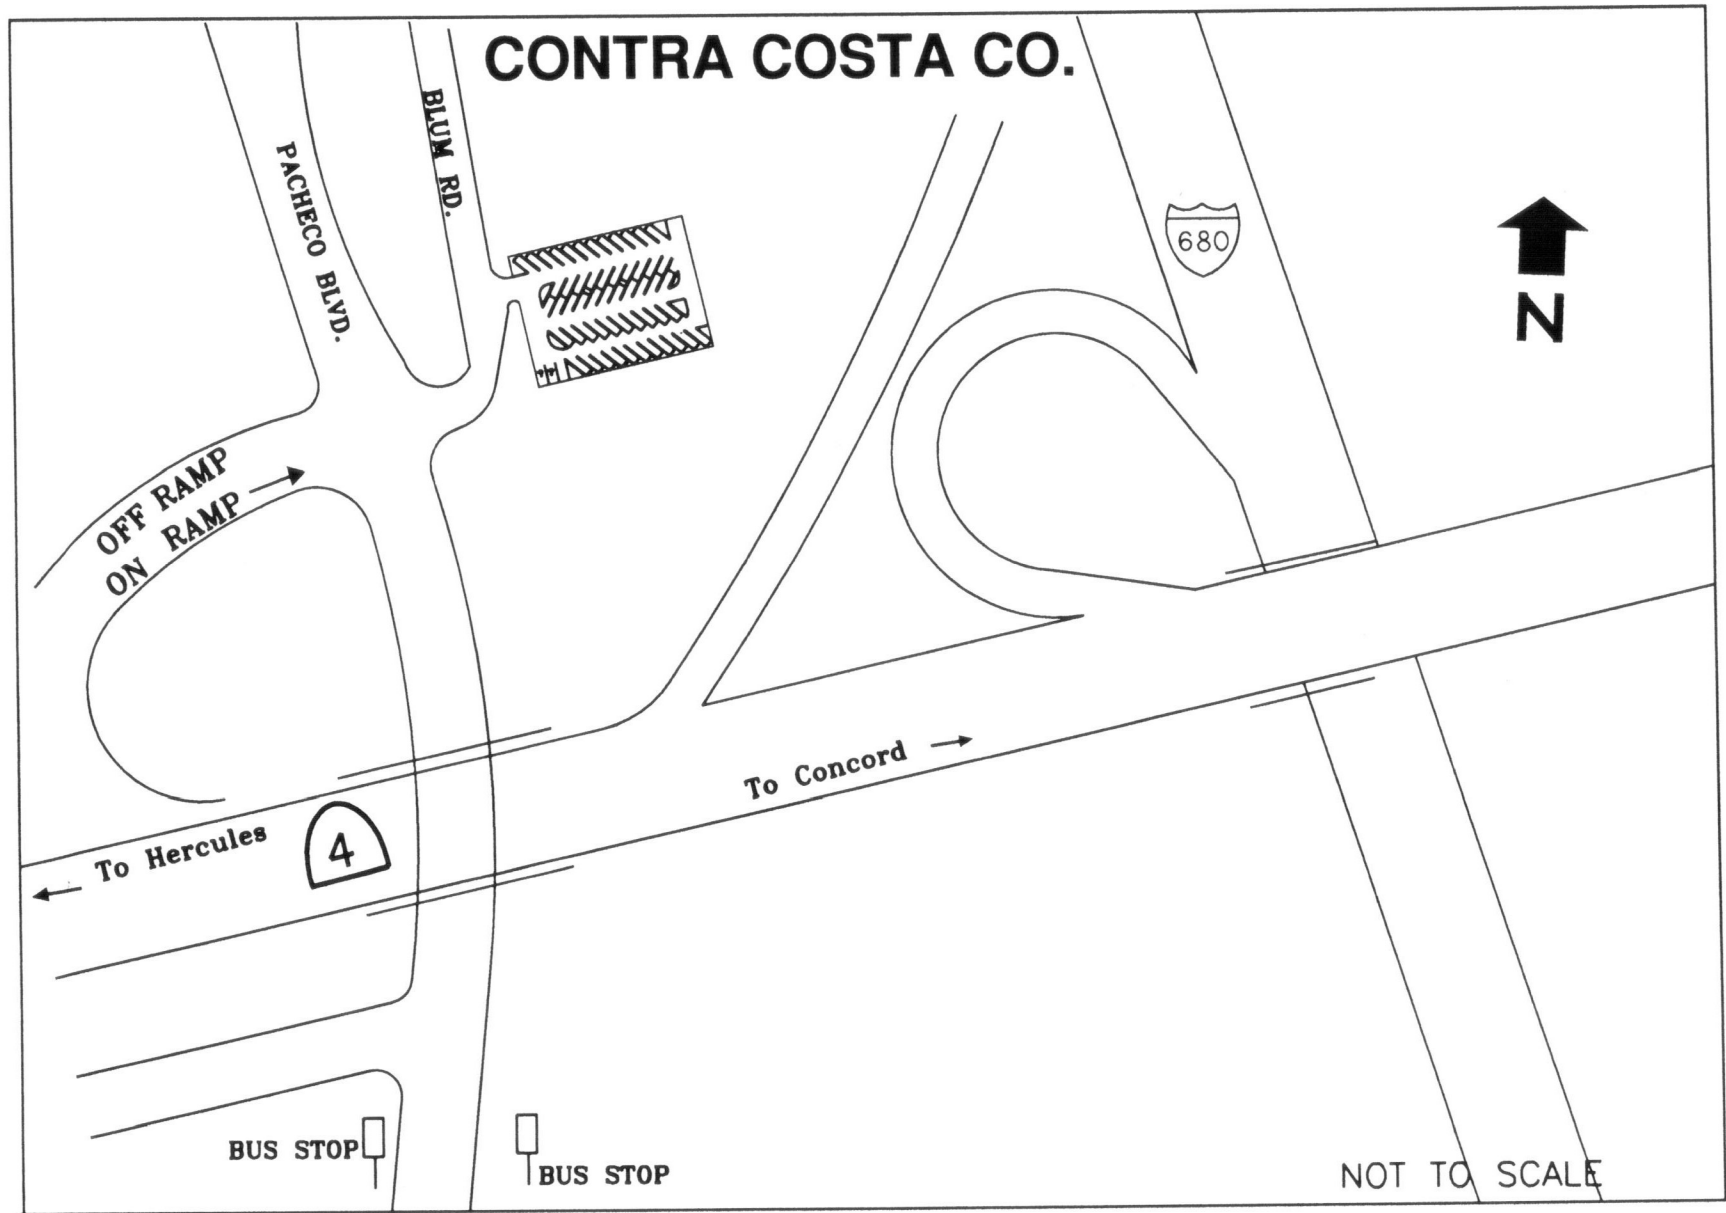 CONTRA COSTA CO.
BLUM RD.
PACHECO BLVD.
680
N
OFF RAMP
ON RAMP
To Concord
To Hercules
4
BUS STOP
BUS STOP
NOT TO SCALE